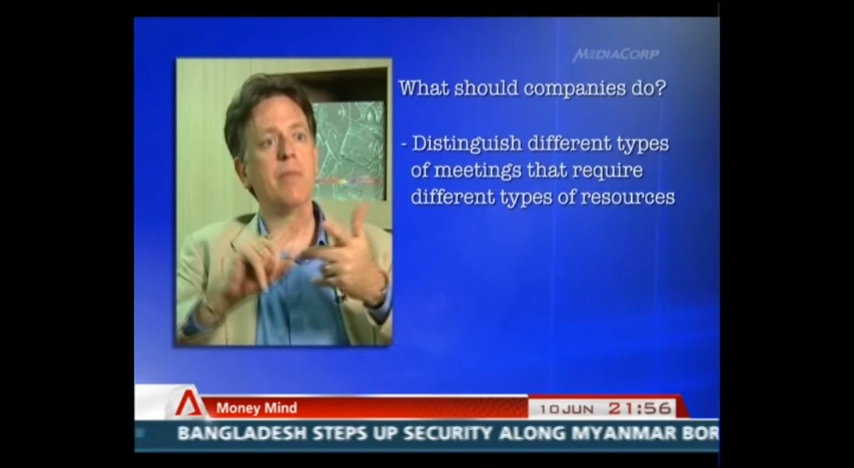 MEDIACORP
What should companies do?
- Distinguish different types
of meetings that require
different types of resources
Money Mind
10 JUN 21:56
BANGLADESH STEPS UP SECURITY ALONG MYANMAR BOR